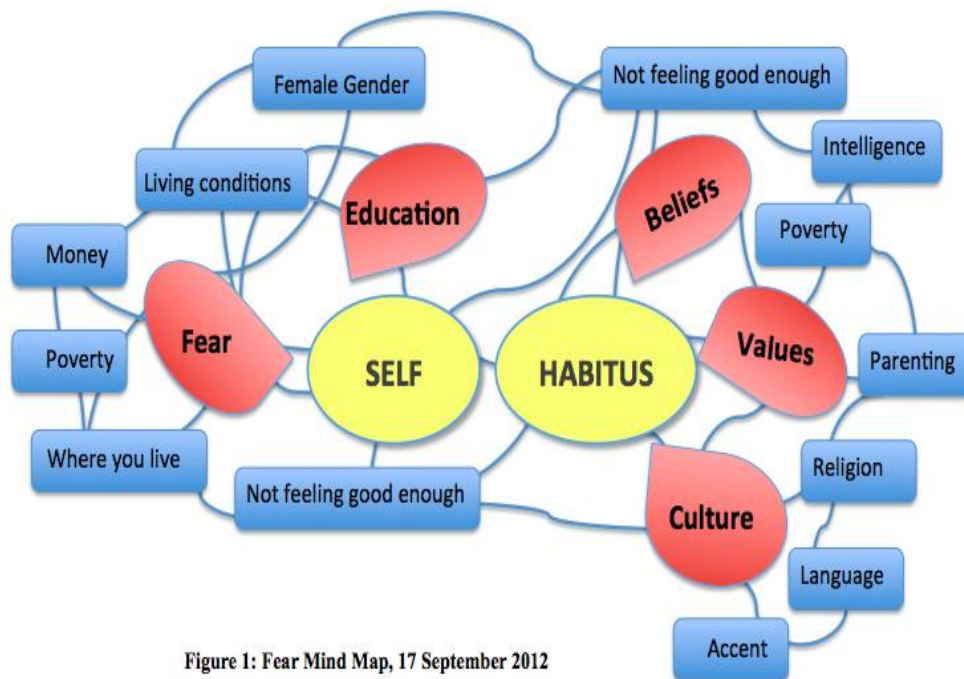 Female Gender
Not feeling good enough
Intelligence
Living conditions
Education
Beliefs
Poverty
Money
Fear
SELF
HABITUS
Values
Poverty
Parenting
Where you live
Not feeling good enough
Religion
Culture
Language
Accent
Figure 1: Fear Mind Map, 17 September 2012